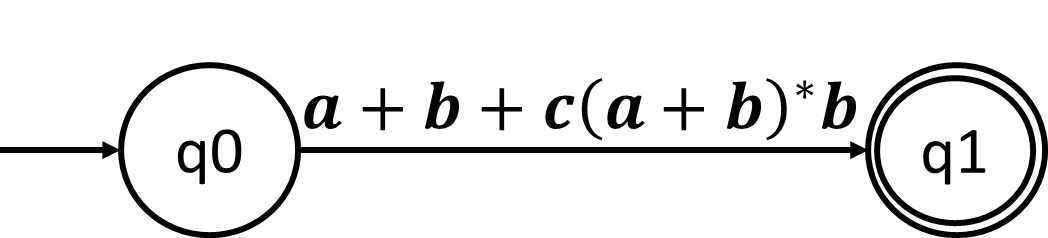 a + b + c(a + b)*b
q0 q1